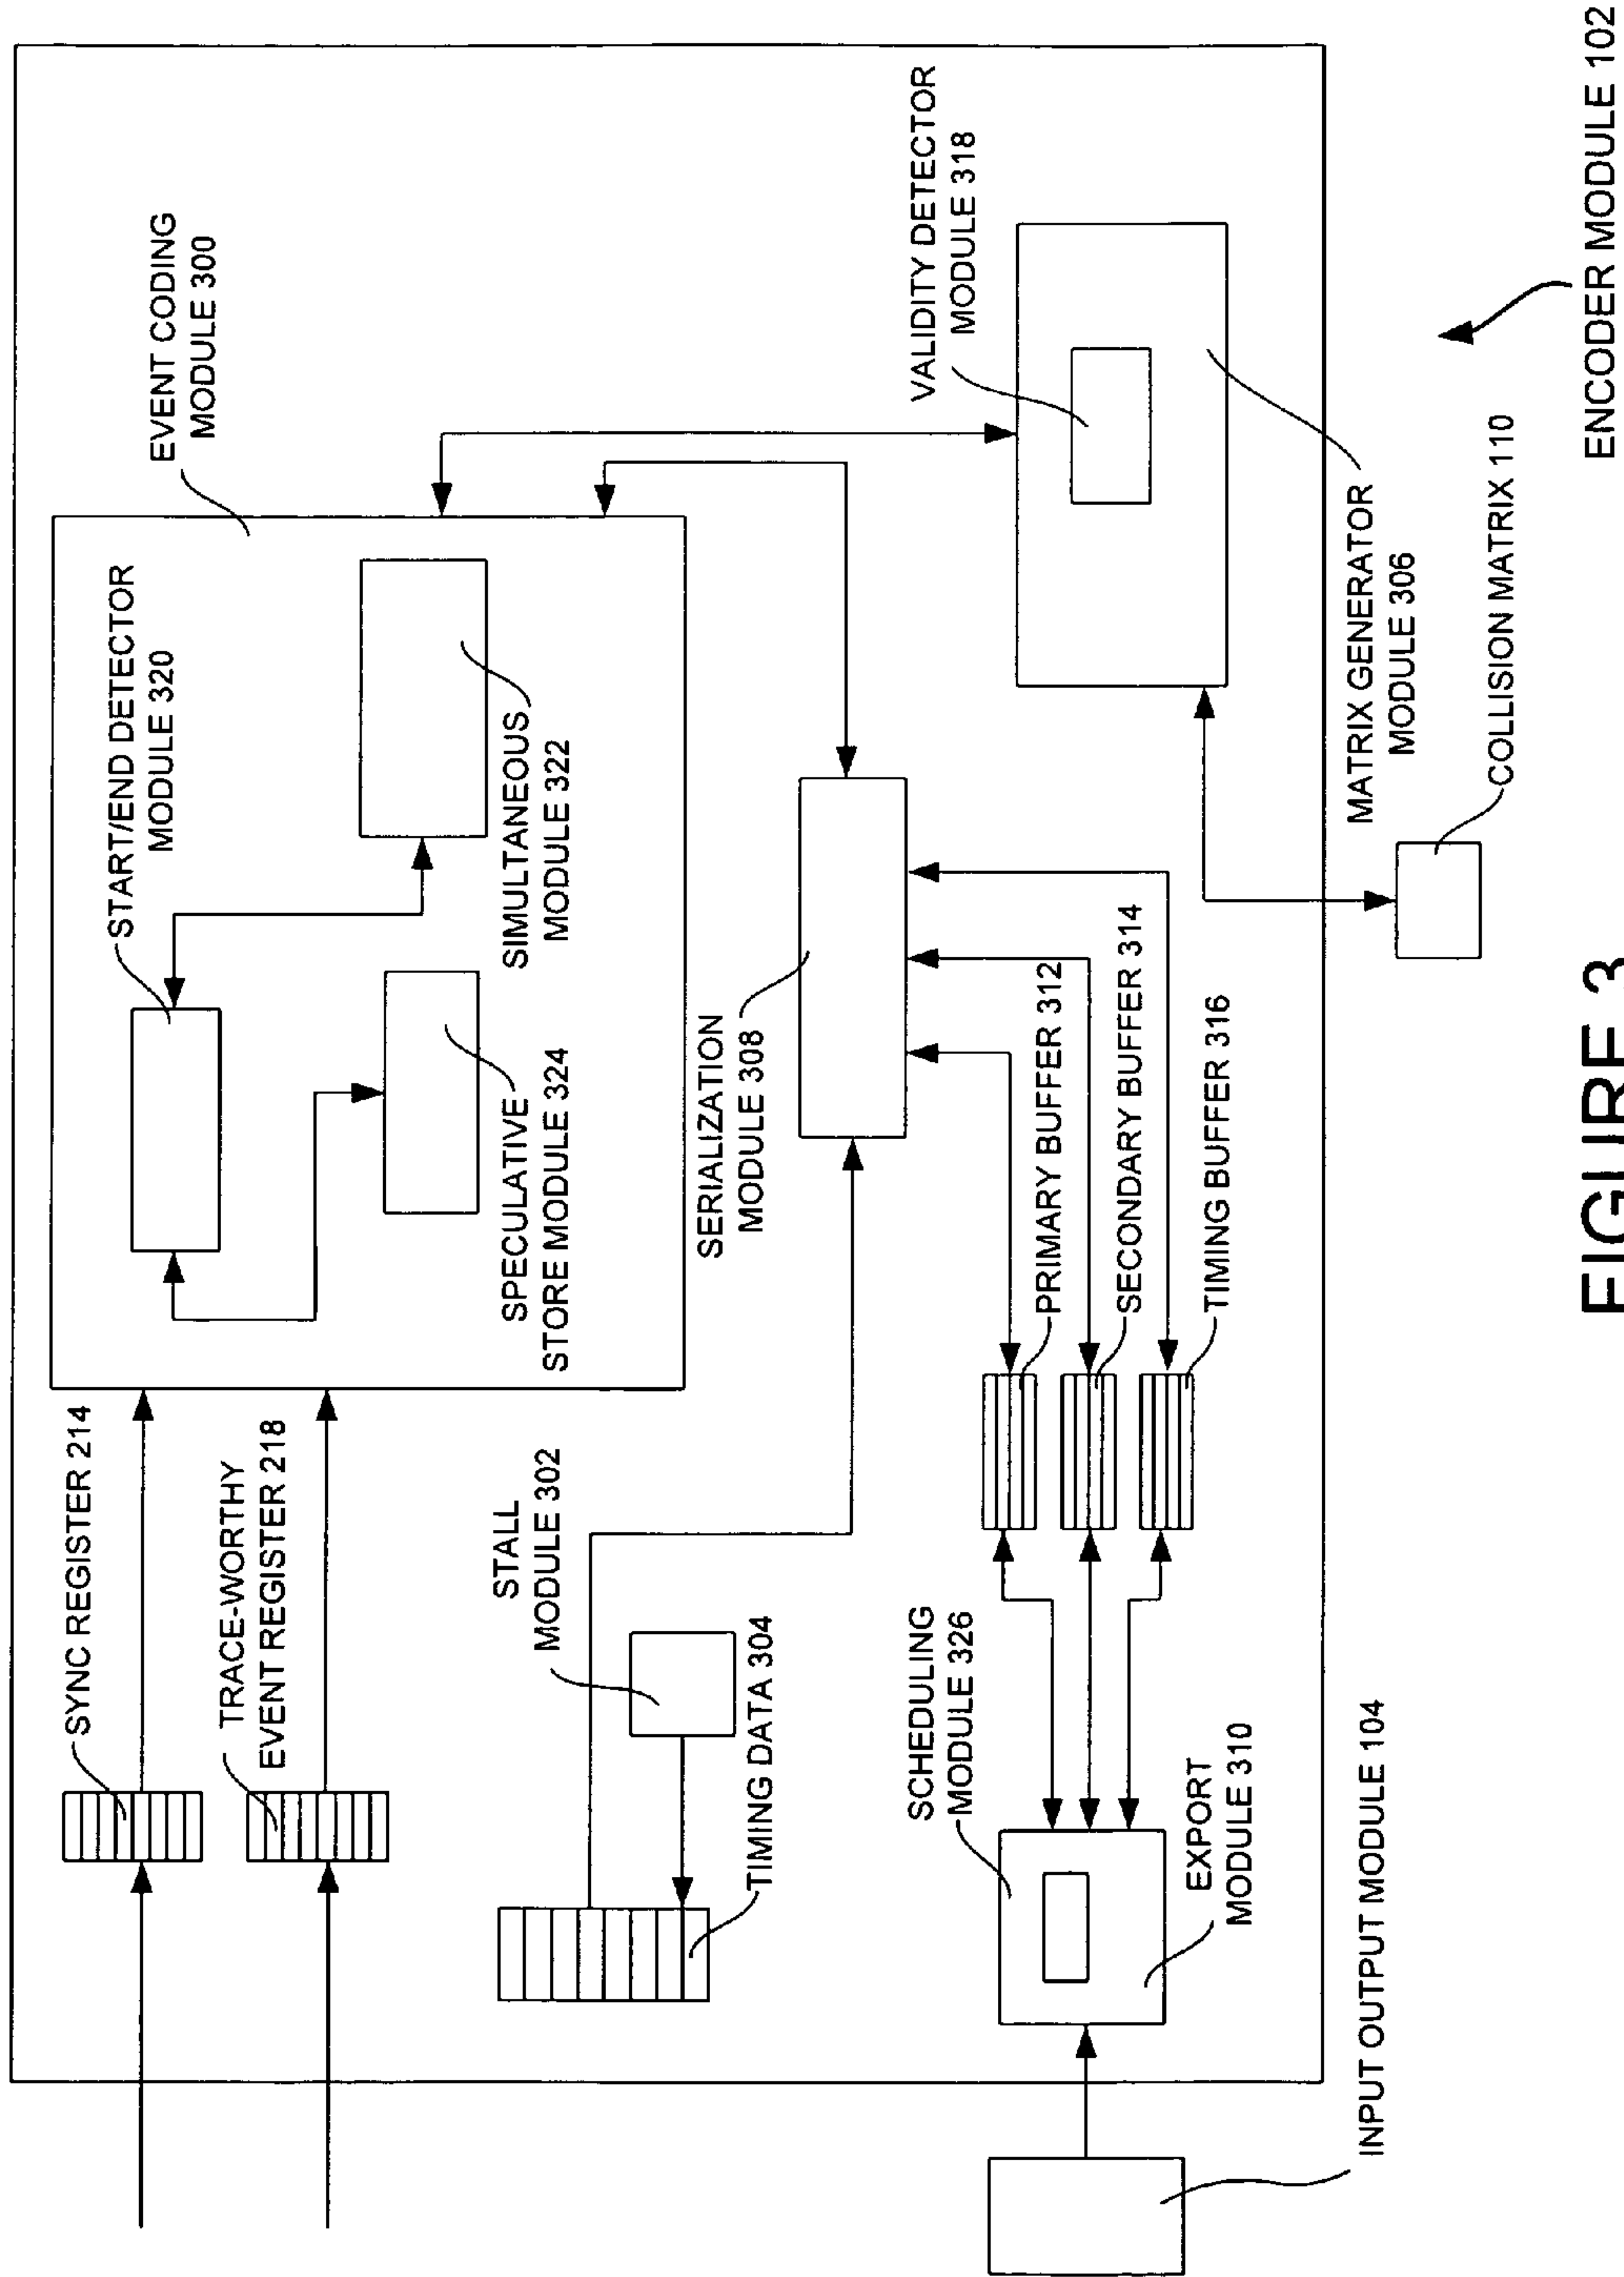 SYNC REGISTER 214
TRACE-WORTHY
EVENT REGISTER 218
START/END DETECTOR
MODULE 320
EVENT CODING
MODULE 300
SPECULATIVE
STORE MODULE 324
SIMULTANEOUS
MODULE 322
STALL
MODULE 302
TIMING DATA 304
SERIALIZATION
MODULE 308
VALIDITY DETECTOR
MODULE 318
SCHEDULING
MODULE 326
PRIMARY BUFFER 312
SECONDARY BUFFER 314
TIMING BUFFER 316
EXPORT
MODULE 310
INPUT OUTPUT MODULE 104
MATRIX GENERATOR
MODULE 306
COLLISION MATRIX 110
ENCODER MODULE 102
FIGURE 3